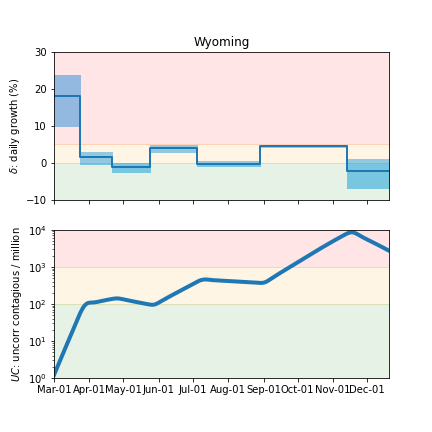 Wyoming
δ: daily growth (%)
30
20
10
0
−10
UC: uncorr contagious / million
10⁴
10³
10²
10¹
10⁰
Mar-01 Apr-01 May-01 Jun-01 Jul-01 Aug-01 Sep-01 Oct-01 Nov-01 Dec-01